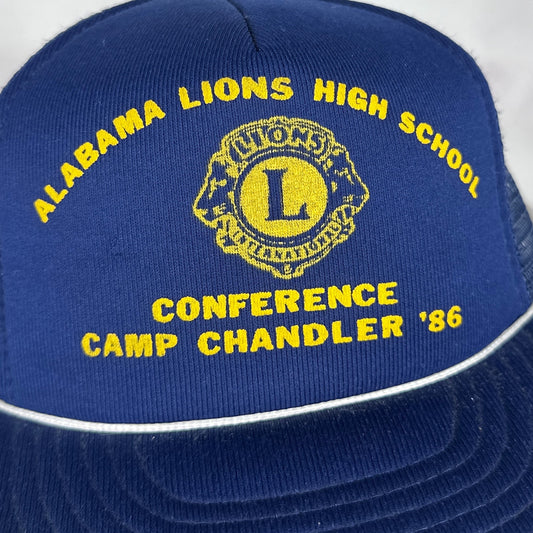 ALABAMA LIONS HIGH SCHOOL
LIONS
L
INTERNATIONAL
CONFERENCE
CAMP CHANDLER '86